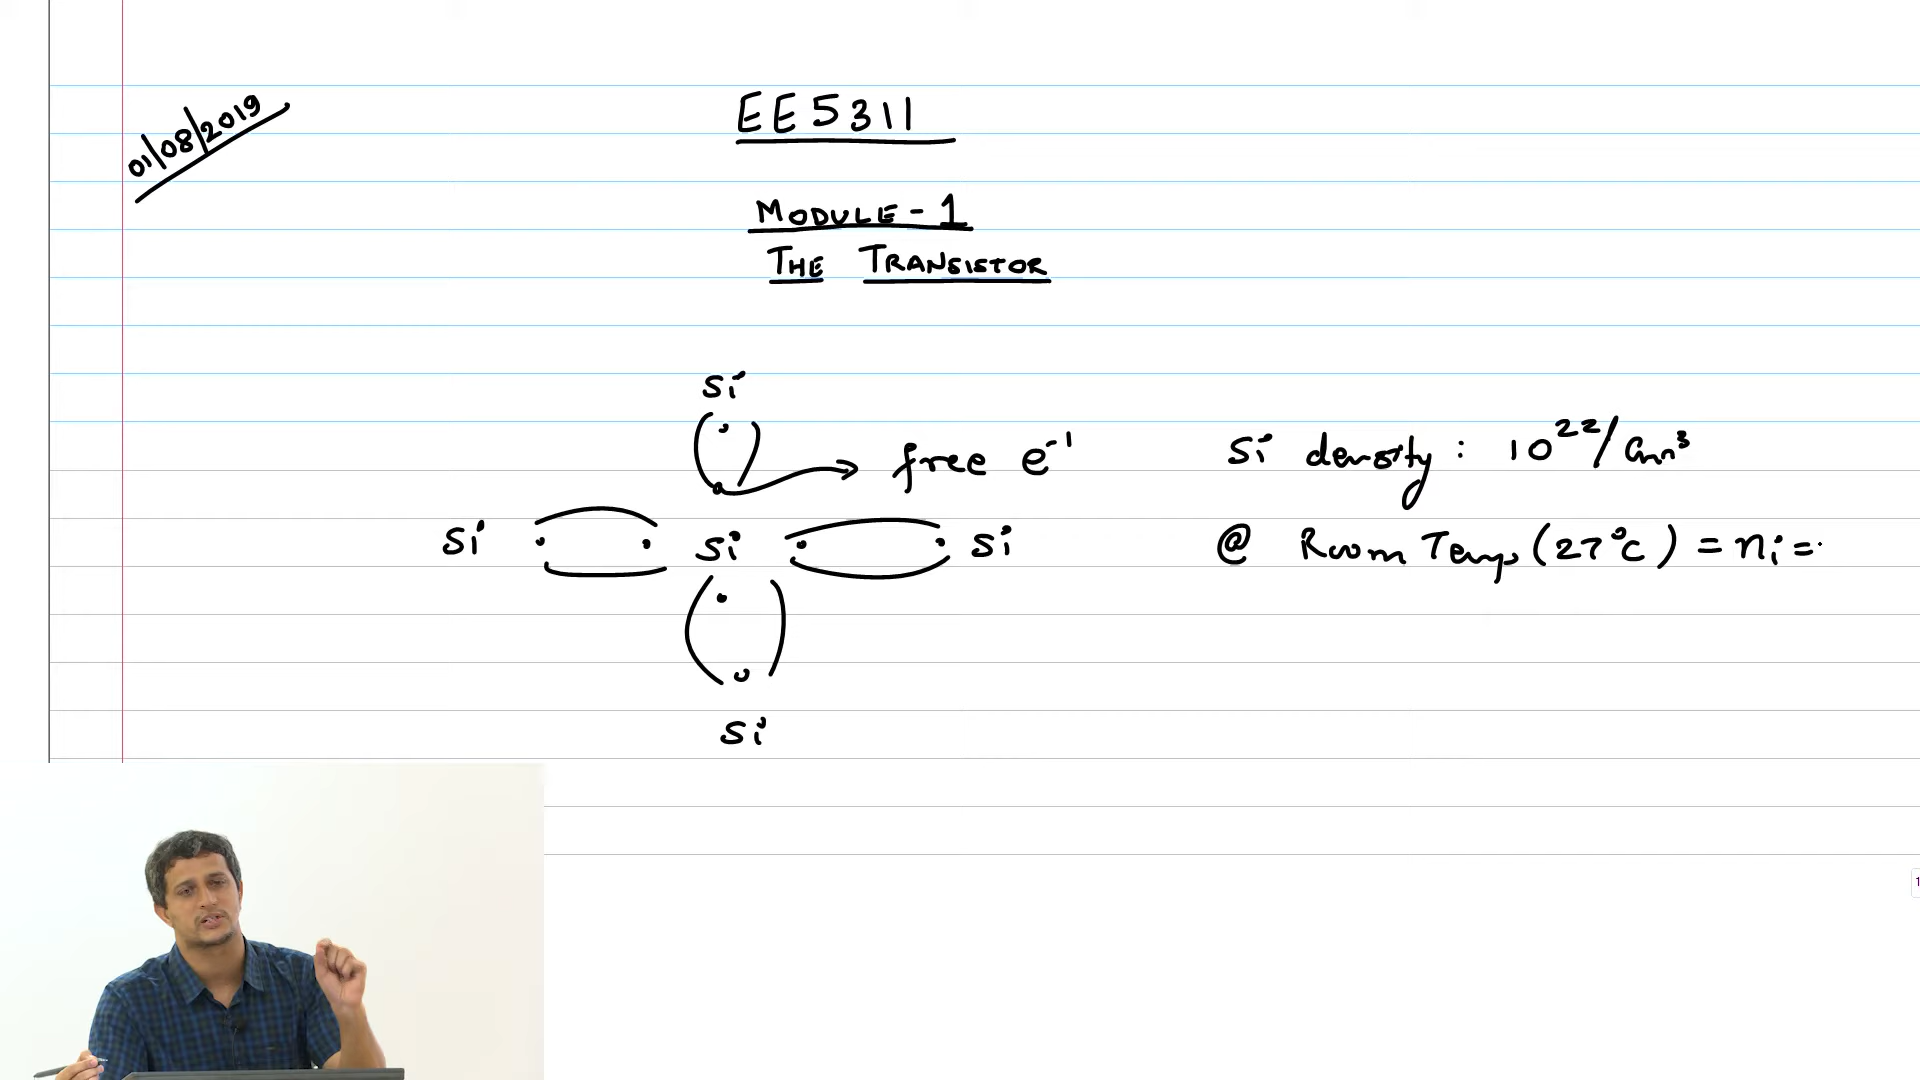 01/08/2019
EE5311
MODULE-1
THE TRANSISTOR
Si
free e⁻¹
Si density : 10²²/cm³
Si Si Si
@ Room Temp (27°C) = ni =
Si
1